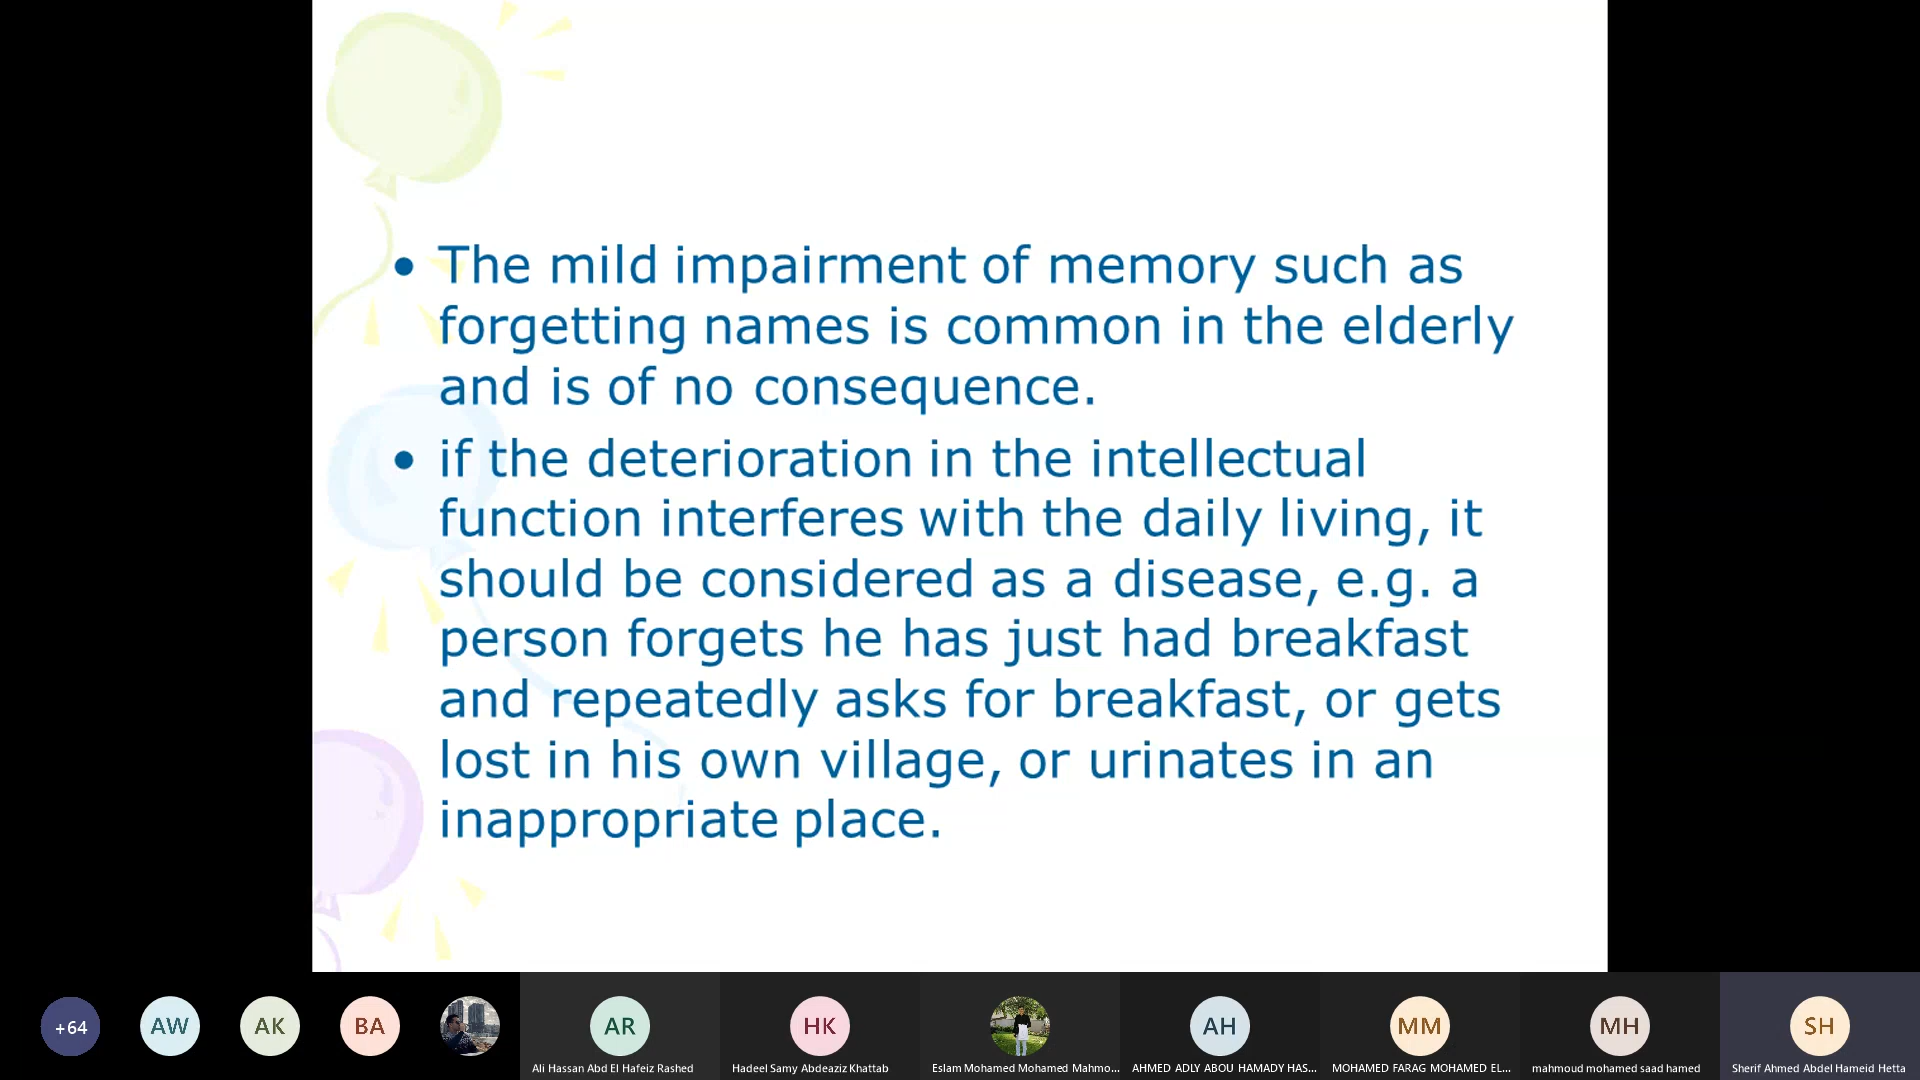 • The mild impairment of memory such as
forgetting names is common in the elderly
and is of no consequence.
• if the deterioration in the intellectual
function interferes with the daily living, it
should be considered as a disease, e.g. a
person forgets he has just had breakfast
and repeatedly asks for breakfast, or gets
lost in his own village, or urinates in an
inappropriate place.
+64
AW
AK
BA
AR
HK
AH
MM
MH
SH
Ali Hassan Abd El Hafeiz Rashed
Hadeel Samy Abdeaziz Khattab
Eslam Mohamed Mohamed Mahmo...
AHMED ADLY ABOU HAMADY HAS...
MOHAMED FARAG MOHAMED EL...
mahmoud mohamed saad hamed
Sherif Ahmed Abdel Hameid Hetta